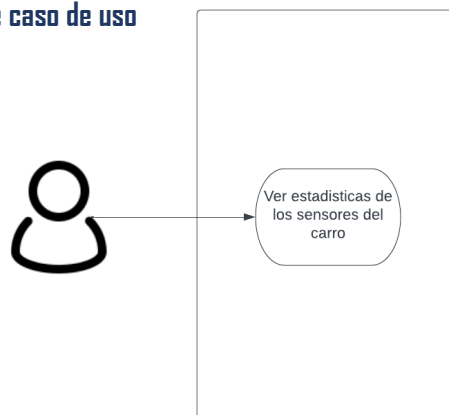 e caso de uso
Ver estadisticas de
los sensores del
carro